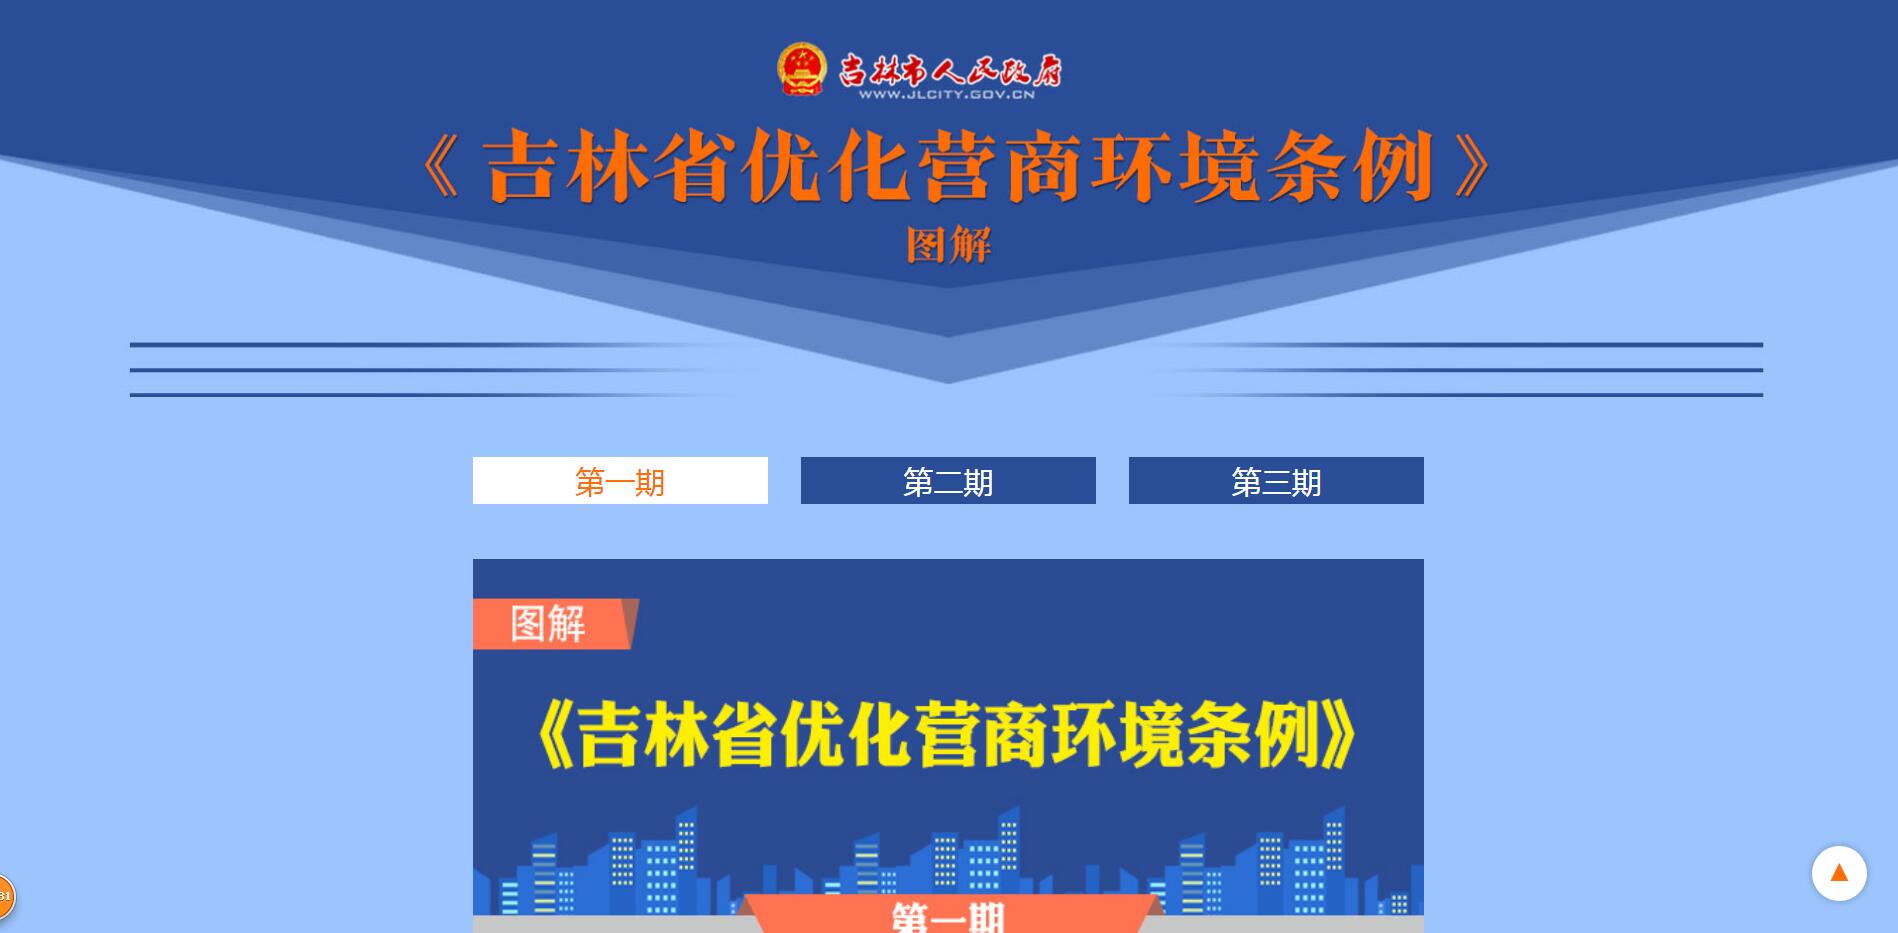 吉林市人民政府
WWW.JLCITY.GOV.CN
《吉林省优化营商环境条例》
图解
第一期 第二期 第三期
图解
《吉林省优化营商环境条例》
第一期